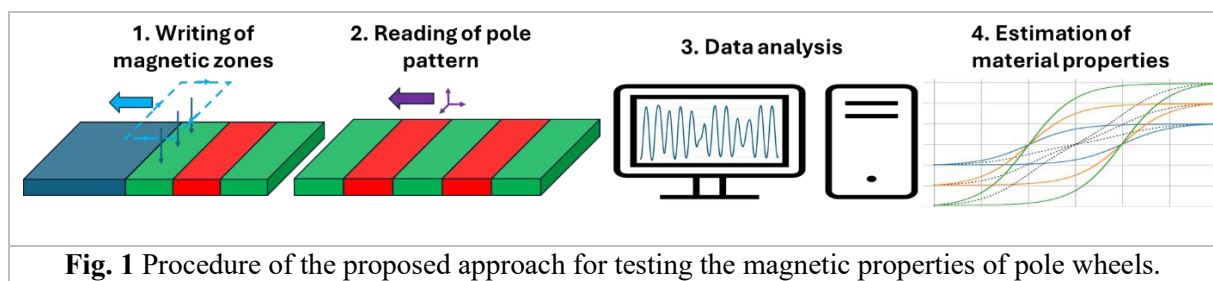 1. Writing of
magnetic zones
2. Reading of pole
pattern
3. Data analysis
4. Estimation of
material properties
Fig. 1 Procedure of the proposed approach for testing the magnetic properties of pole wheels.